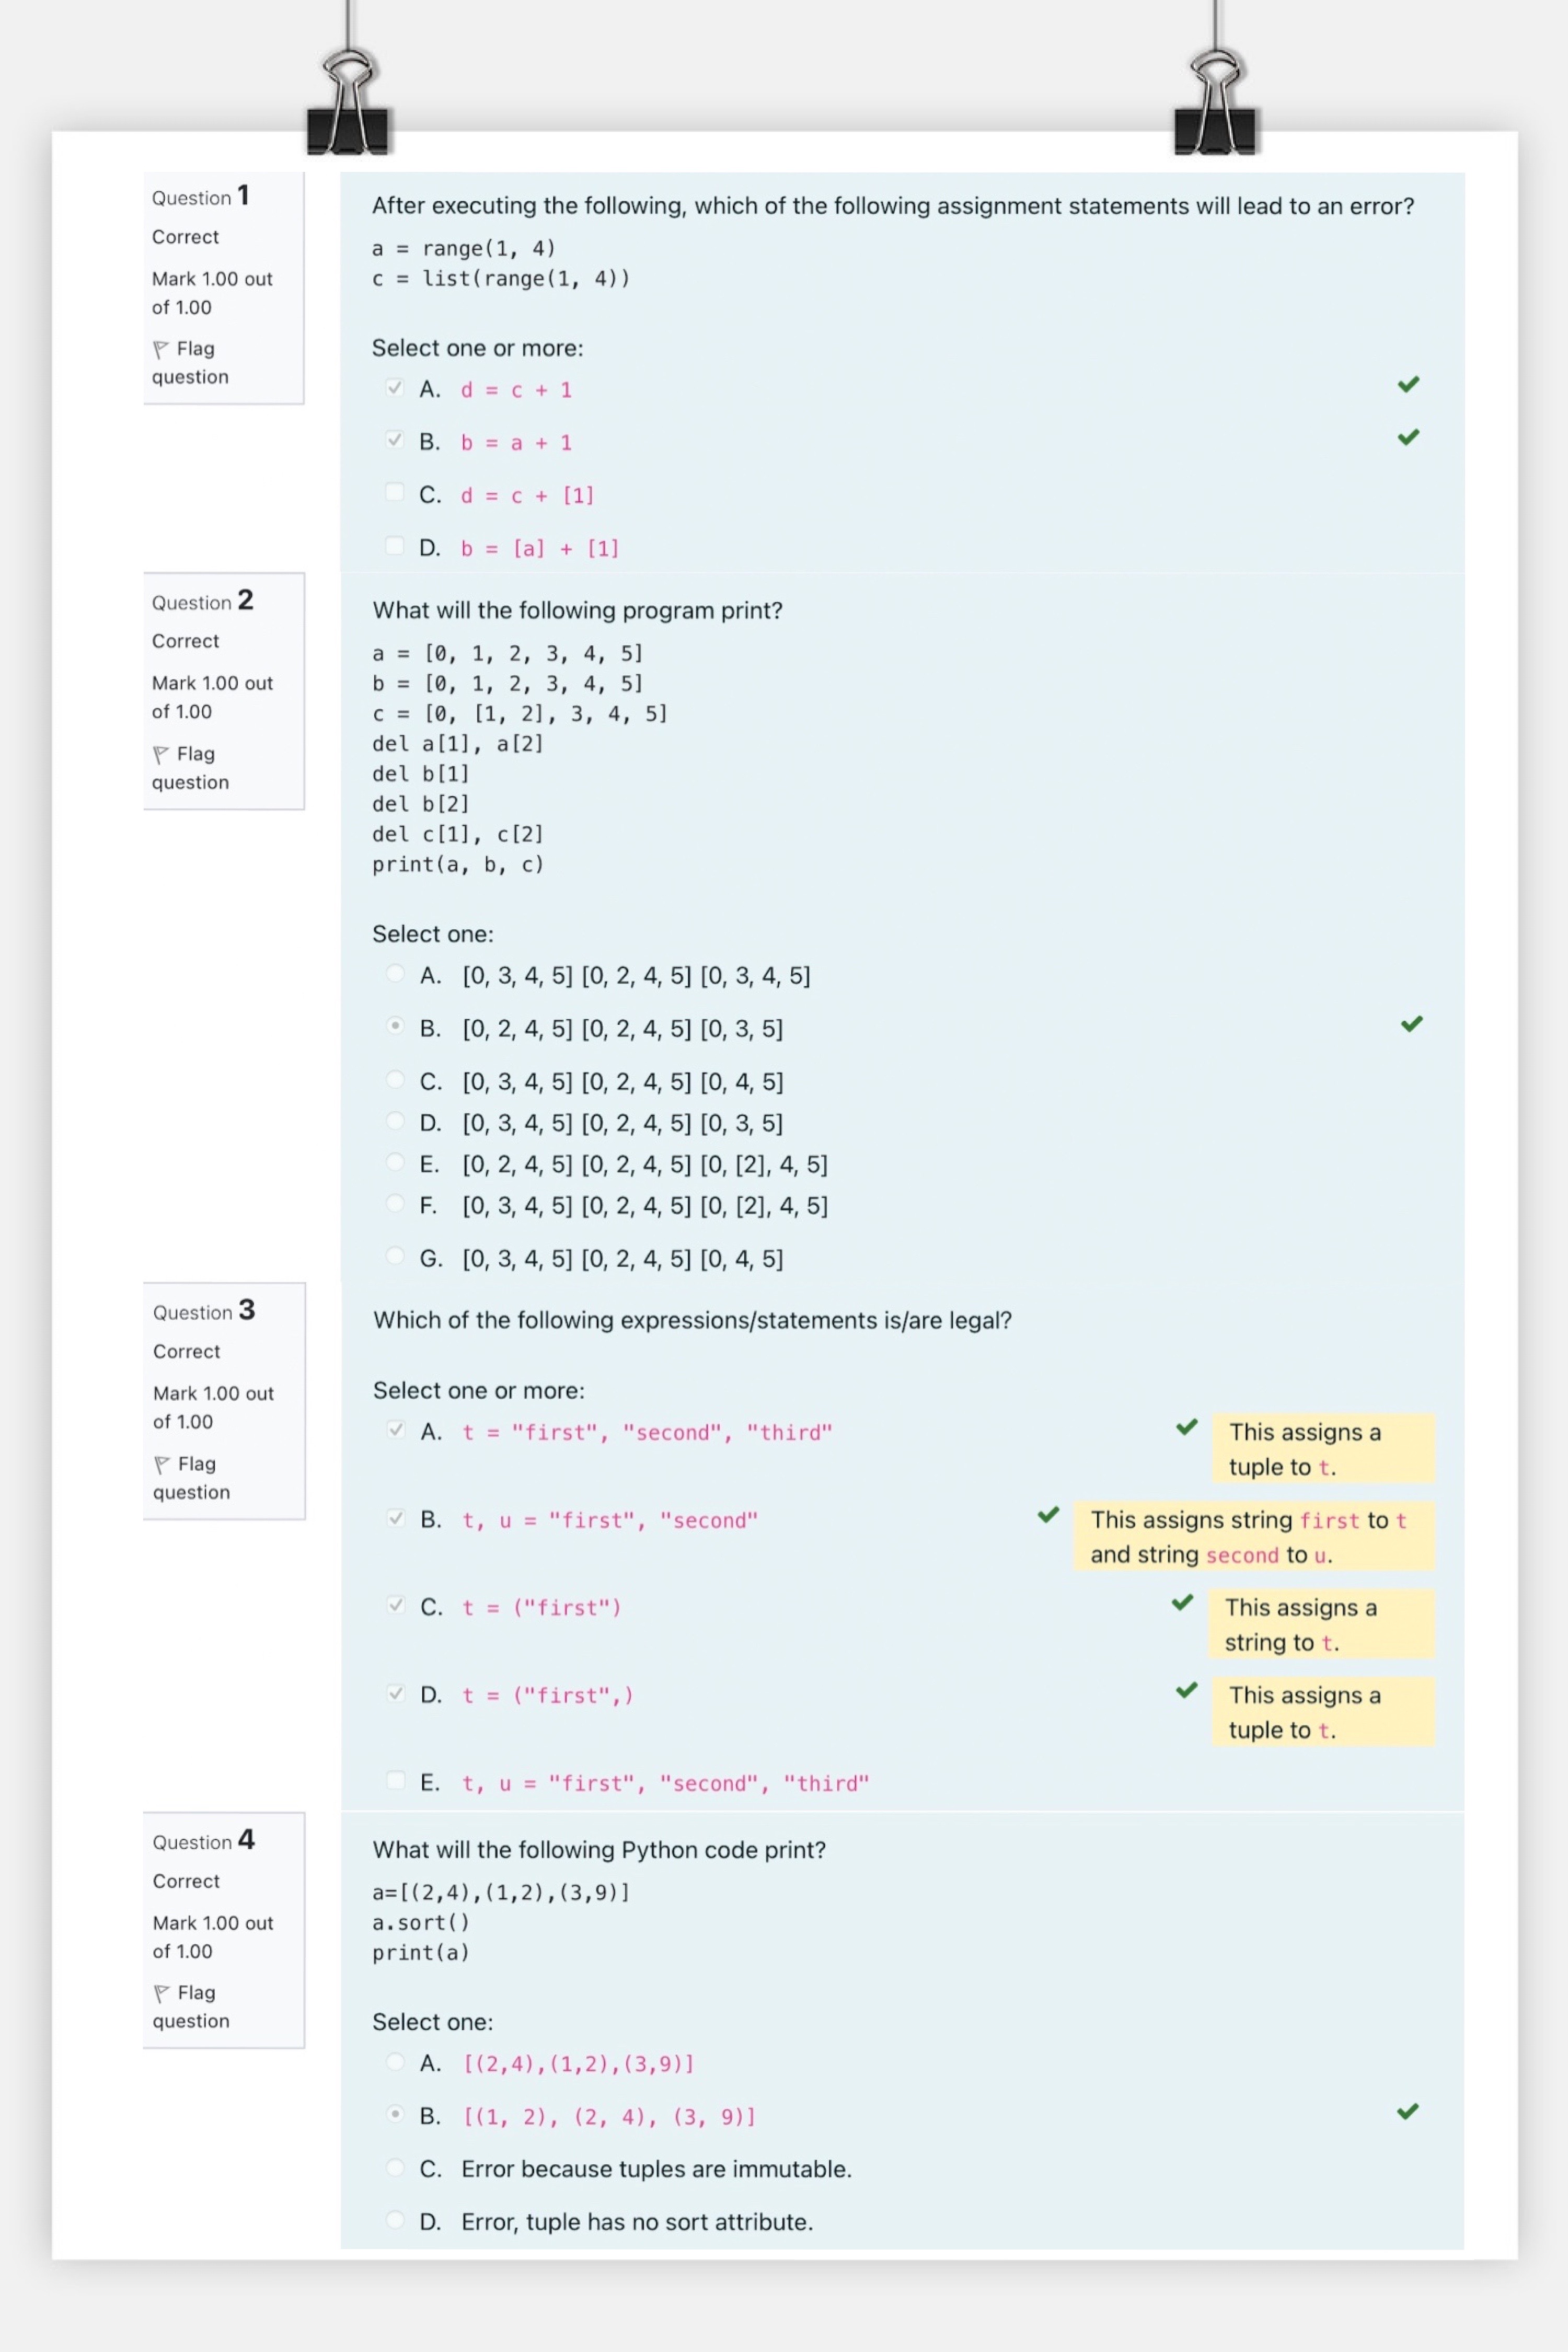 Question 1
Correct
Mark 1.00 out
of 1.00
Flag
question
After executing the following, which of the following assignment statements will lead to an error?
a = range(1, 4)
c = list(range(1, 4))
Select one or more:
A. d = c + 1
B. b = a + 1
C. d = c + [1]
D. b = [a] + [1]
Question 2
Correct
Mark 1.00 out
of 1.00
Flag
question
What will the following program print?
a = [0, 1, 2, 3, 4, 5]
b = [0, 1, 2, 3, 4, 5]
c = [0, [1, 2], 3, 4, 5]
del a[1], a[2]
del b[1]
del b[2]
del c[1], c[2]
print(a, b, c)
Select one:
A. [0, 3, 4, 5] [0, 2, 4, 5] [0, 3, 4, 5]
B. [0, 2, 4, 5] [0, 2, 4, 5] [0, 3, 5]
C. [0, 3, 4, 5] [0, 2, 4, 5] [0, 4, 5]
D. [0, 3, 4, 5] [0, 2, 4, 5] [0, 3, 5]
E. [0, 2, 4, 5] [0, 2, 4, 5] [0, [2], 4, 5]
F. [0, 3, 4, 5] [0, 2, 4, 5] [0, [2], 4, 5]
G. [0, 3, 4, 5] [0, 2, 4, 5] [0, 4, 5]
Question 3
Correct
Mark 1.00 out
of 1.00
Flag
question
Which of the following expressions/statements is/are legal?
Select one or more:
A. t = "first", "second", "third"
This assigns a
tuple to t.
B. t, u = "first", "second"
This assigns string first to t
and string second to u.
C. t = ("first")
This assigns a
string to t.
D. t = ("first",)
This assigns a
tuple to t.
E. t, u = "first", "second", "third"
Question 4
Correct
Mark 1.00 out
of 1.00
Flag
question
What will the following Python code print?
a=[(2,4),(1,2),(3,9)]
a.sort()
print(a)
Select one:
A. [(2,4),(1,2),(3,9)]
B. [(1, 2), (2, 4), (3, 9)]
C. Error because tuples are immutable.
D. Error, tuple has no sort attribute.